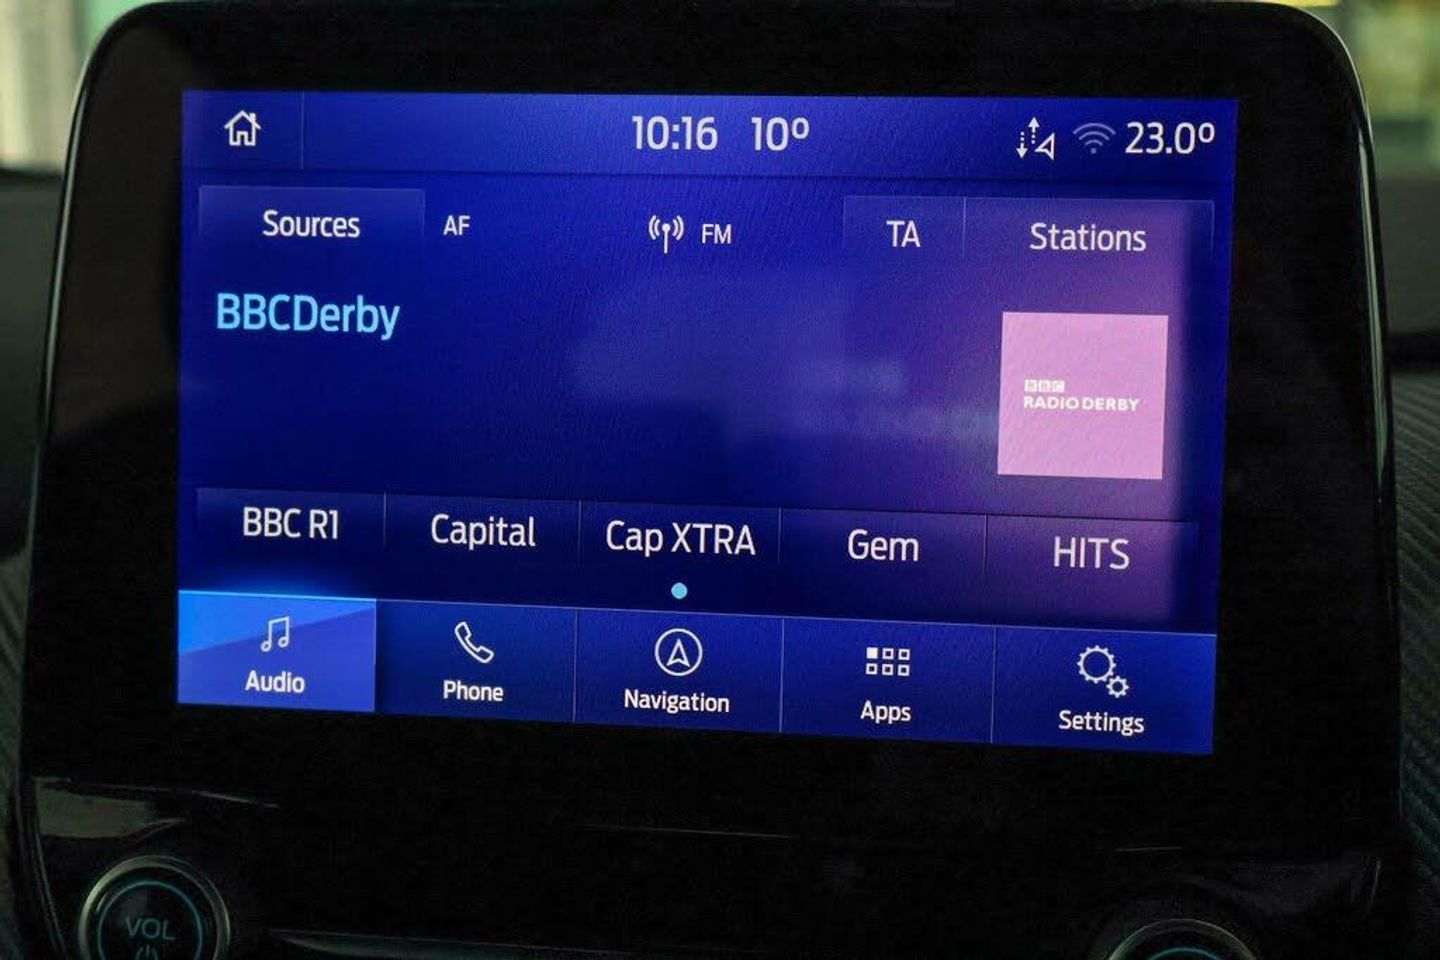 10:16 10º 23.0º
Sources AF FM TA Stations
BBCDerby
BBC
RADIO DERBY
BBC R1 Capital Cap XTRA Gem HITS
Audio Phone Navigation Apps Settings
VOL